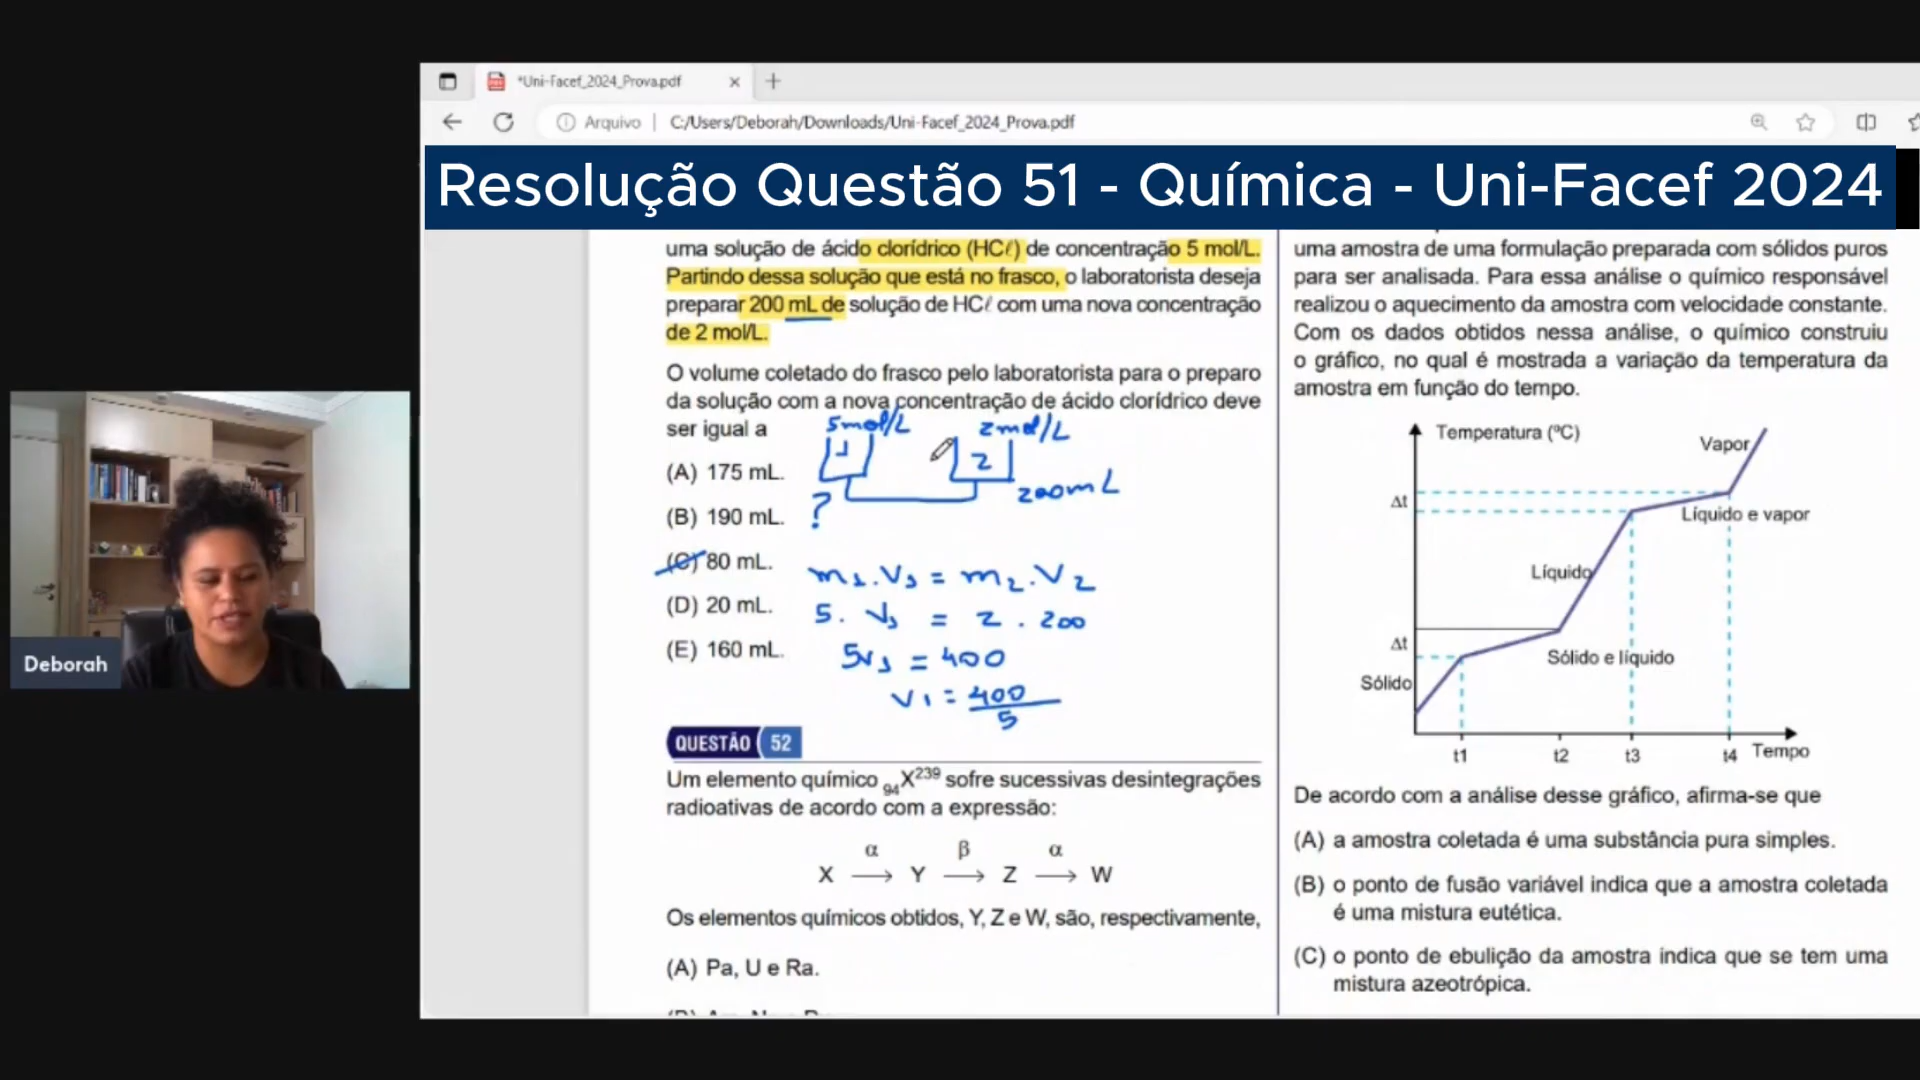 *Uni-Facef_2024_Prova.pdf
Arquivo | C:/Users/Deborah/Downloads/Uni-Facef_2024_Prova.pdf
Resolução Questão 51 - Química - Uni-Facef 2024
uma solução de ácido clorídrico (HCℓ) de concentração 5 mol/L.
Partindo dessa solução que está no frasco, o laboratorista deseja
preparar 200 mL de solução de HCℓ com uma nova concentração
de 2 mol/L.
O volume coletado do frasco pelo laboratorista para o preparo
da solução com a nova concentração de ácido clorídrico deve
ser igual a
5mol/L
2mol/L
1
2
200mL
?
(A) 175 mL.
(B) 190 mL.
(C) 80 mL.
(D) 20 mL.
(E) 160 mL.
m₁.V₁ = m₂.V₂
5. V₁ = 2 . 200
5V₁ = 400
V₁ = 400
5
QUESTÃO 52
Um elemento químico ₉₄X²³⁹ sofre sucessivas desintegrações
radioativas de acordo com a expressão:
α β α
X → Y → Z → W
Os elementos químicos obtidos, Y, Z e W, são, respectivamente,
(A) Pa, U e Ra.
uma amostra de uma formulação preparada com sólidos puros
para ser analisada. Para essa análise o químico responsável
realizou o aquecimento da amostra com velocidade constante.
Com os dados obtidos nessa análise, o químico construiu
o gráfico, no qual é mostrada a variação da temperatura da
amostra em função do tempo.
Temperatura (ºC)
Vapor
Δt
Líquido e vapor
Líquido
Δt
Sólido e líquido
Sólido
t1 t2 t3 t4 Tempo
De acordo com a análise desse gráfico, afirma-se que
(A) a amostra coletada é uma substância pura simples.
(B) o ponto de fusão variável indica que a amostra coletada
é uma mistura eutética.
(C) o ponto de ebulição da amostra indica que se tem uma
mistura azeotrópica.
Deborah